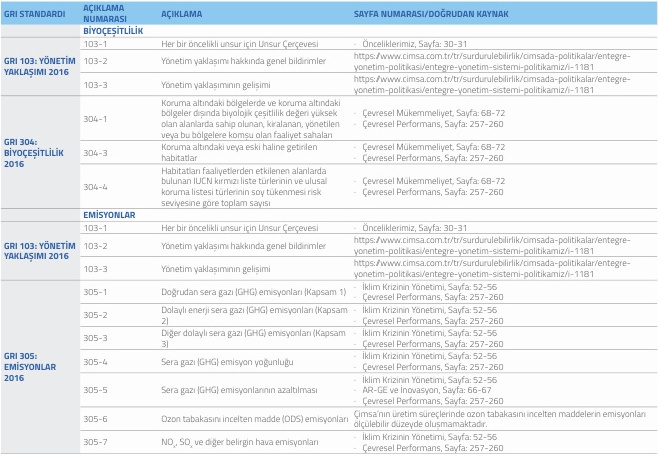 GRI STANDARDI
AÇIKLAMA NUMARASI
AÇIKLAMA
SAYFA NUMARASI/DOĞRUDAN KAYNAK
BİYOÇEŞİTLİLİK
GRI 103: YÖNETİM YAKLAŞIMI 2016
103-1
Her bir öncelikli unsur için Unsur Çerçevesi
· Önceliklerimiz, Sayfa: 30-31
103-2
Yönetim yaklaşımı hakkında genel bildirimler
https://www.cimsa.com.tr/tr/surdurulebilirlik/cimsada-politikalar/entegre-
yonetim-politikasi/entegre-yonetim-sistemi-politikamiz/i-1181
103-3
Yönetim yaklaşımının gelişimi
https://www.cimsa.com.tr/tr/surdurulebilirlik/cimsada-politikalar/entegre-
yonetim-politikasi/entegre-yonetim-sistemi-politikamiz/i-1181
GRI 304:
BİYOÇEŞİTLİLİK
2016
304-1
Koruma altındaki bölgelerde ve koruma altındaki
bölgeler dışında biyolojik çeşitlilik değeri yüksek
olan alanlarda sahip olunan, kiralanan, yönetilen
veya bu bölgelere komşu olan faaliyet sahaları
· Çevresel Mükemmeliyet, Sayfa: 68-72
· Çevresel Performans, Sayfa: 257-260
304-3
Koruma altındaki veya eski haline getirilen
habitatlar
· Çevresel Mükemmeliyet, Sayfa: 68-72
· Çevresel Performans, Sayfa: 257-260
304-4
Habitatları faaliyetlerden etkilenen alanlarda
bulunan IUCN kırmızı liste türlerinin ve ulusal
koruma listesi türlerinin soy tükenmesi risk
seviyesine göre toplam sayısı
· Çevresel Mükemmeliyet, Sayfa: 68-72
· Çevresel Performans, Sayfa: 257-260
EMİSYONLAR
GRI 103: YÖNETİM
YAKLAŞIMI 2016
103-1
Her bir öncelikli unsur için Unsur Çerçevesi
· Önceliklerimiz, Sayfa: 30-31
103-2
Yönetim yaklaşımı hakkında genel bildirimler
https://www.cimsa.com.tr/tr/surdurulebilirlik/cimsada-politikalar/entegre-
yonetim-politikasi/entegre-yonetim-sistemi-politikamiz/i-1181
103-3
Yönetim yaklaşımının gelişimi
https://www.cimsa.com.tr/tr/surdurulebilirlik/cimsada-politikalar/entegre-
yonetim-politikasi/entegre-yonetim-sistemi-politikamiz/i-1181
GRI 305:
EMİSYONLAR
2016
305-1
Doğrudan sera gazı (GHG) emisyonları (Kapsam 1)
· İklim Krizinin Yönetimi, Sayfa: 52-56
· Çevresel Performans, Sayfa: 257-260
305-2
Dolaylı enerji sera gazı (GHG) emisyonları (Kapsam
2)
· İklim Krizinin Yönetimi, Sayfa: 52-56
· Çevresel Performans, Sayfa: 257-260
305-3
Diğer dolaylı sera gazı (GHG) emisyonları (Kapsam
3)
· İklim Krizinin Yönetimi, Sayfa: 52-56
· Çevresel Performans, Sayfa: 257-260
305-4
Sera gazı (GHG) emisyon yoğunluğu
· İklim Krizinin Yönetimi, Sayfa: 52-56
· Çevresel Performans, Sayfa: 257-260
305-5
Sera gazı (GHG) emisyonlarının azaltılması
· İklim Krizinin Yönetimi, Sayfa: 52-56
· AR-GE ve İnovasyon, Sayfa: 66-67
· Çevresel Performans, Sayfa: 257-260
305-6
Ozon tabakasını incelten madde (ODS) emisyonları
Çimsa'nın üretim süreçlerinde ozon tabakasını incelten maddelerin emisyonları
ölçülebilir düzeyde oluşmamaktadır.
305-7
NOx, SOx ve diğer belirgin hava emisyonları
· İklim Krizinin Yönetimi, Sayfa: 52-56
· Çevresel Performans, Sayfa: 257-260